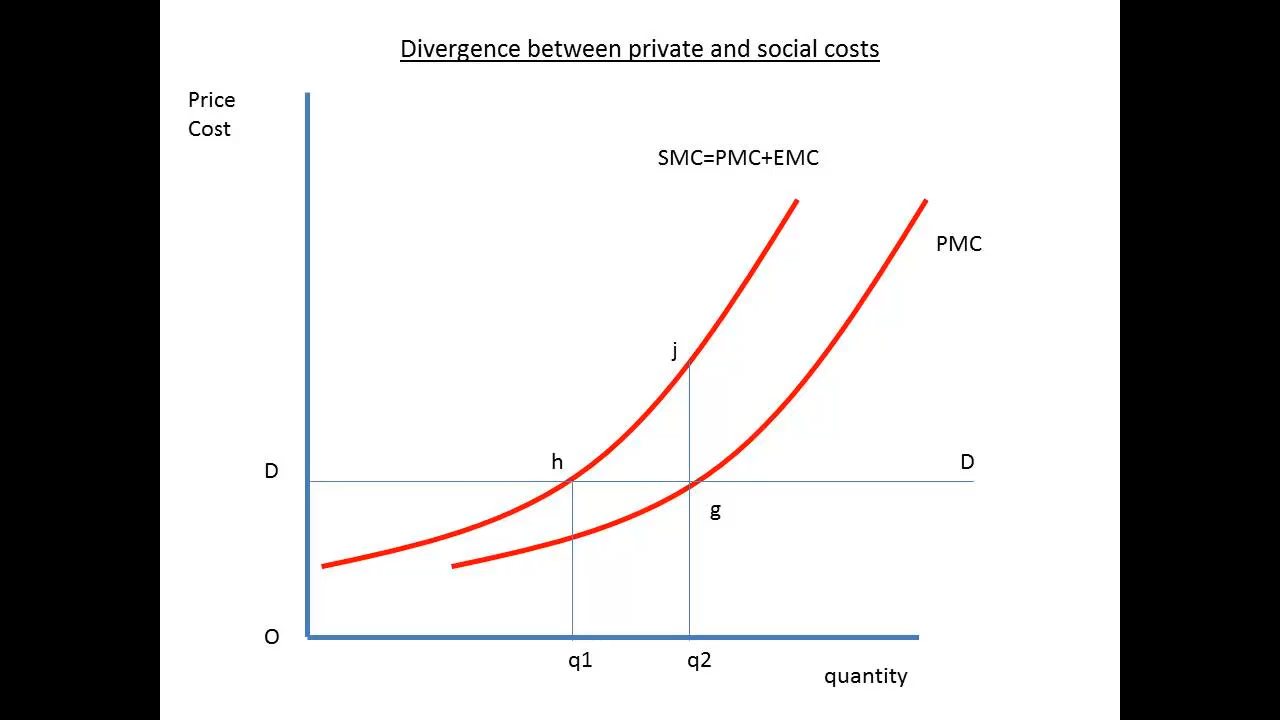 Divergence between private and social costs
Price
Cost
SMC=PMC+EMC
PMC
j
h
D
D
g
O
q1
q2
quantity